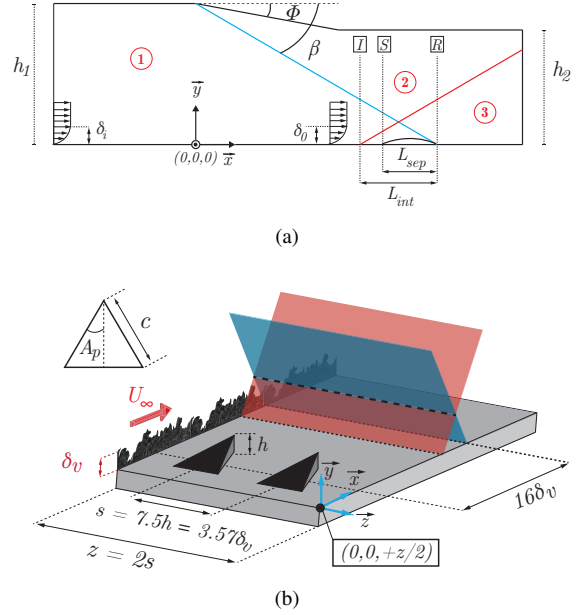 Φ
β
h1
1
I S R
2
h2
3
y
δi
δ0
(0,0,0) x
Lsep
Lint
(a)
c
Ap
U∞
h
δv
y
x
z
s = 7.5h = 3.57δv
16δv
z = 2s
(0,0,+z/2)
(b)